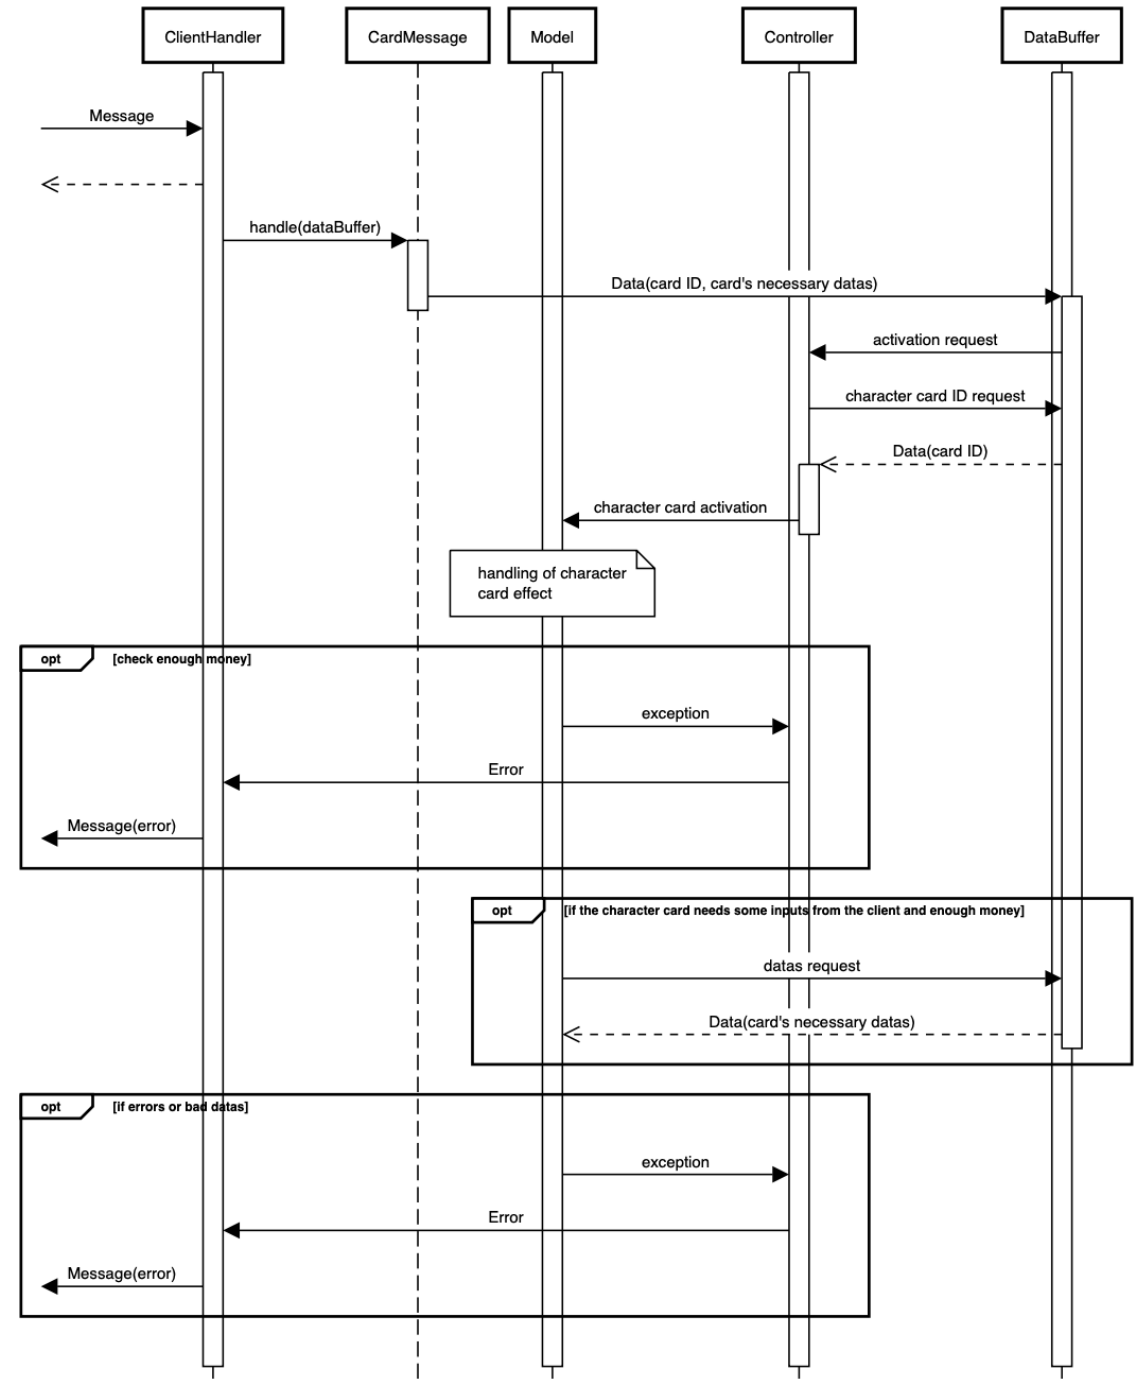 ClientHandler
CardMessage
Model
Controller
DataBuffer
Message
handle(dataBuffer)
Data(card ID, card's necessary datas)
activation request
character card ID request
Data(card ID)
character card activation
handling of character
card effect
opt
[check enough money]
exception
Error
Message(error)
opt
[if the character card needs some inputs from the client and enough money]
datas request
Data(card's necessary datas)
opt
[if errors or bad datas]
exception
Error
Message(error)